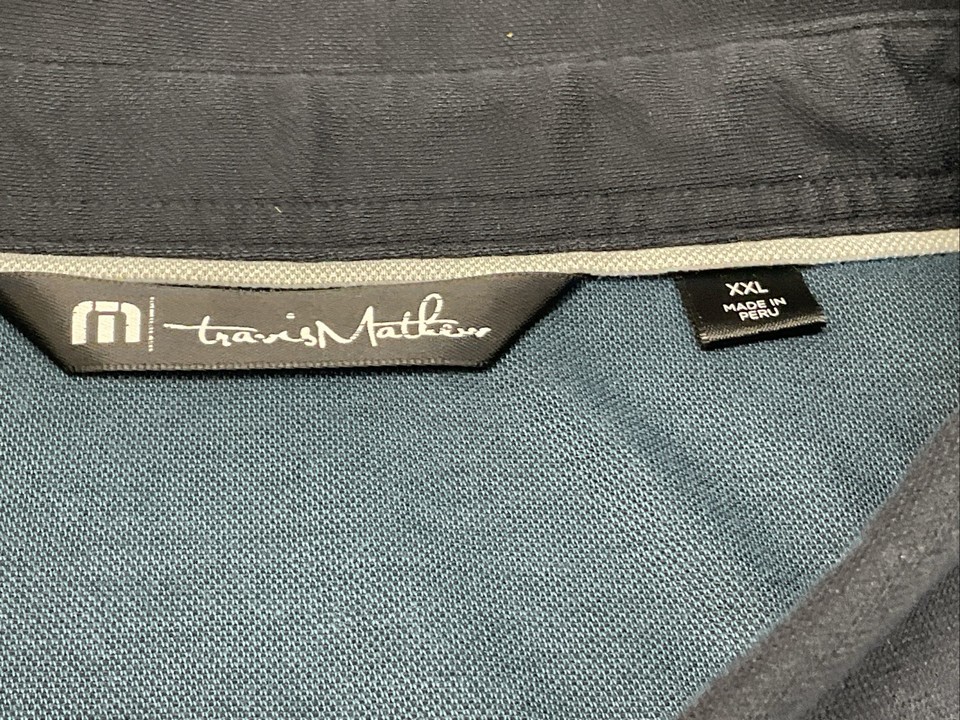 travisMathew
XXL
MADE IN
PERU